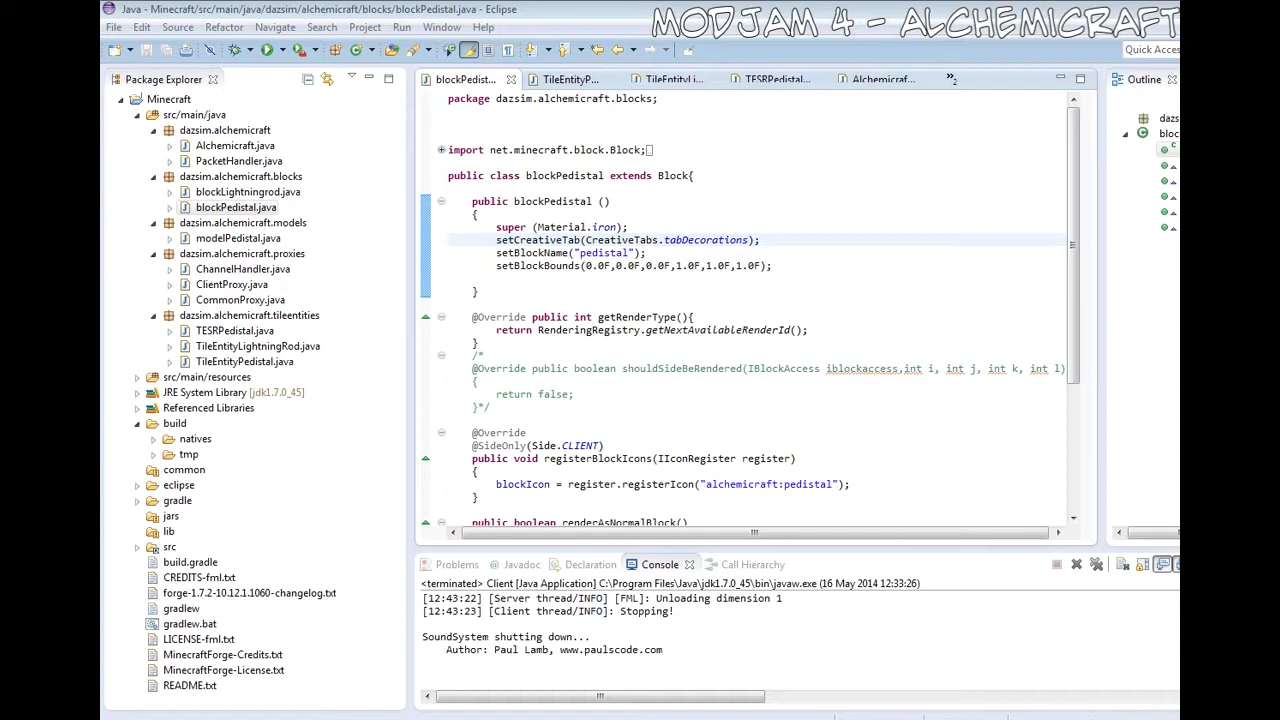 Java - Minecraft/src/main/java/dazsim/alchemicraft/blocks/blockPedistal.java - Eclipse
MODJAM 4 - ALCHEMICRAFT
File Edit Source Refactor Navigate Search Project Run Window Help
Quick Acces
Package Explorer
Minecraft
src/main/java
dazsim.alchemicraft
Alchemicraft.java
PacketHandler.java
dazsim.alchemicraft.blocks
blockLightningrod.java
blockPedistal.java
dazsim.alchemicraft.models
modelPedistal.java
dazsim.alchemicraft.proxies
ChannelHandler.java
ClientProxy.java
CommonProxy.java
dazsim.alchemicraft.tileentities
TESRPedistal.java
TileEntityLightningRod.java
TileEntityPedistal.java
src/main/resources
JRE System Library [jdk1.7.0_45]
Referenced Libraries
build
natives
tmp
common
eclipse
gradle
jars
lib
src
build.gradle
CREDITS-fml.txt
forge-1.7.2-10.12.1.1060-changelog.txt
gradlew
gradlew.bat
LICENSE-fml.txt
MinecraftForge-Credits.txt
MinecraftForge-License.txt
README.txt
blockPedist... TileEntityP... TileEntityLi... TESRPedistal... Alchemicraf... »2
package dazsim.alchemicraft.blocks;
import net.minecraft.block.Block;
public class blockPedistal extends Block{
public blockPedistal ()
{
super (Material.iron);
setCreativeTab(CreativeTabs.tabDecorations);
setBlockName("pedistal");
setBlockBounds(0.0F,0.0F,0.0F,1.0F,1.0F,1.0F);
}
@Override public int getRenderType(){
return RenderingRegistry.getNextAvailableRenderId();
}
/*
@Override public boolean shouldSideBeRendered(IBlockAccess iblockaccess,int i, int j, int k, int l)
{
return false;
}*/
@Override
@SideOnly(Side.CLIENT)
public void registerBlockIcons(IIconRegister register)
{
blockIcon = register.registerIcon("alchemicraft:pedistal");
}
public boolean renderAsNormalBlock()
Outline
dazs
bloc
Problems Javadoc Declaration Console Call Hierarchy
<terminated> Client [Java Application] C:\Program Files\Java\jdk1.7.0_45\bin\javaw.exe (16 May 2014 12:33:26)
[12:43:22] [Server thread/INFO] [FML]: Unloading dimension 1
[12:43:23] [Client thread/INFO]: Stopping!
SoundSystem shutting down...
Author: Paul Lamb, www.paulscode.com